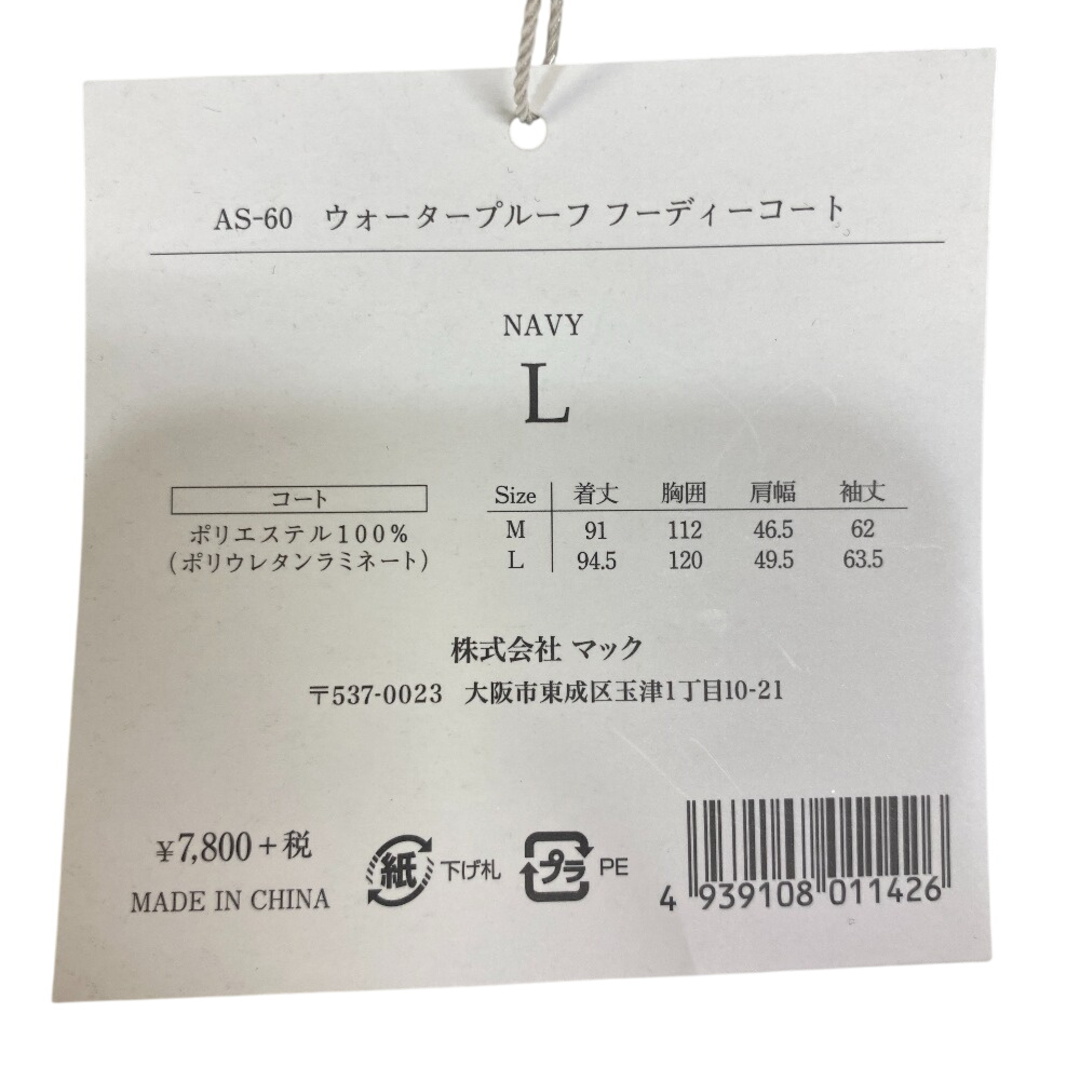 AS-60 ウォータープルーフ フーディーコート
NAVY
L
コート
ポリエステル100%
(ポリウレタンラミネート)
Size 着丈 胸囲 肩幅 袖丈
M 91 112 46.5 62
L 94.5 120 49.5 63.5
株式会社 マック
〒537-0023 大阪市東成区玉津1丁目10-21
¥7,800+税
MADE IN CHINA
紙 下げ札
プラ PE
4 939108 011426